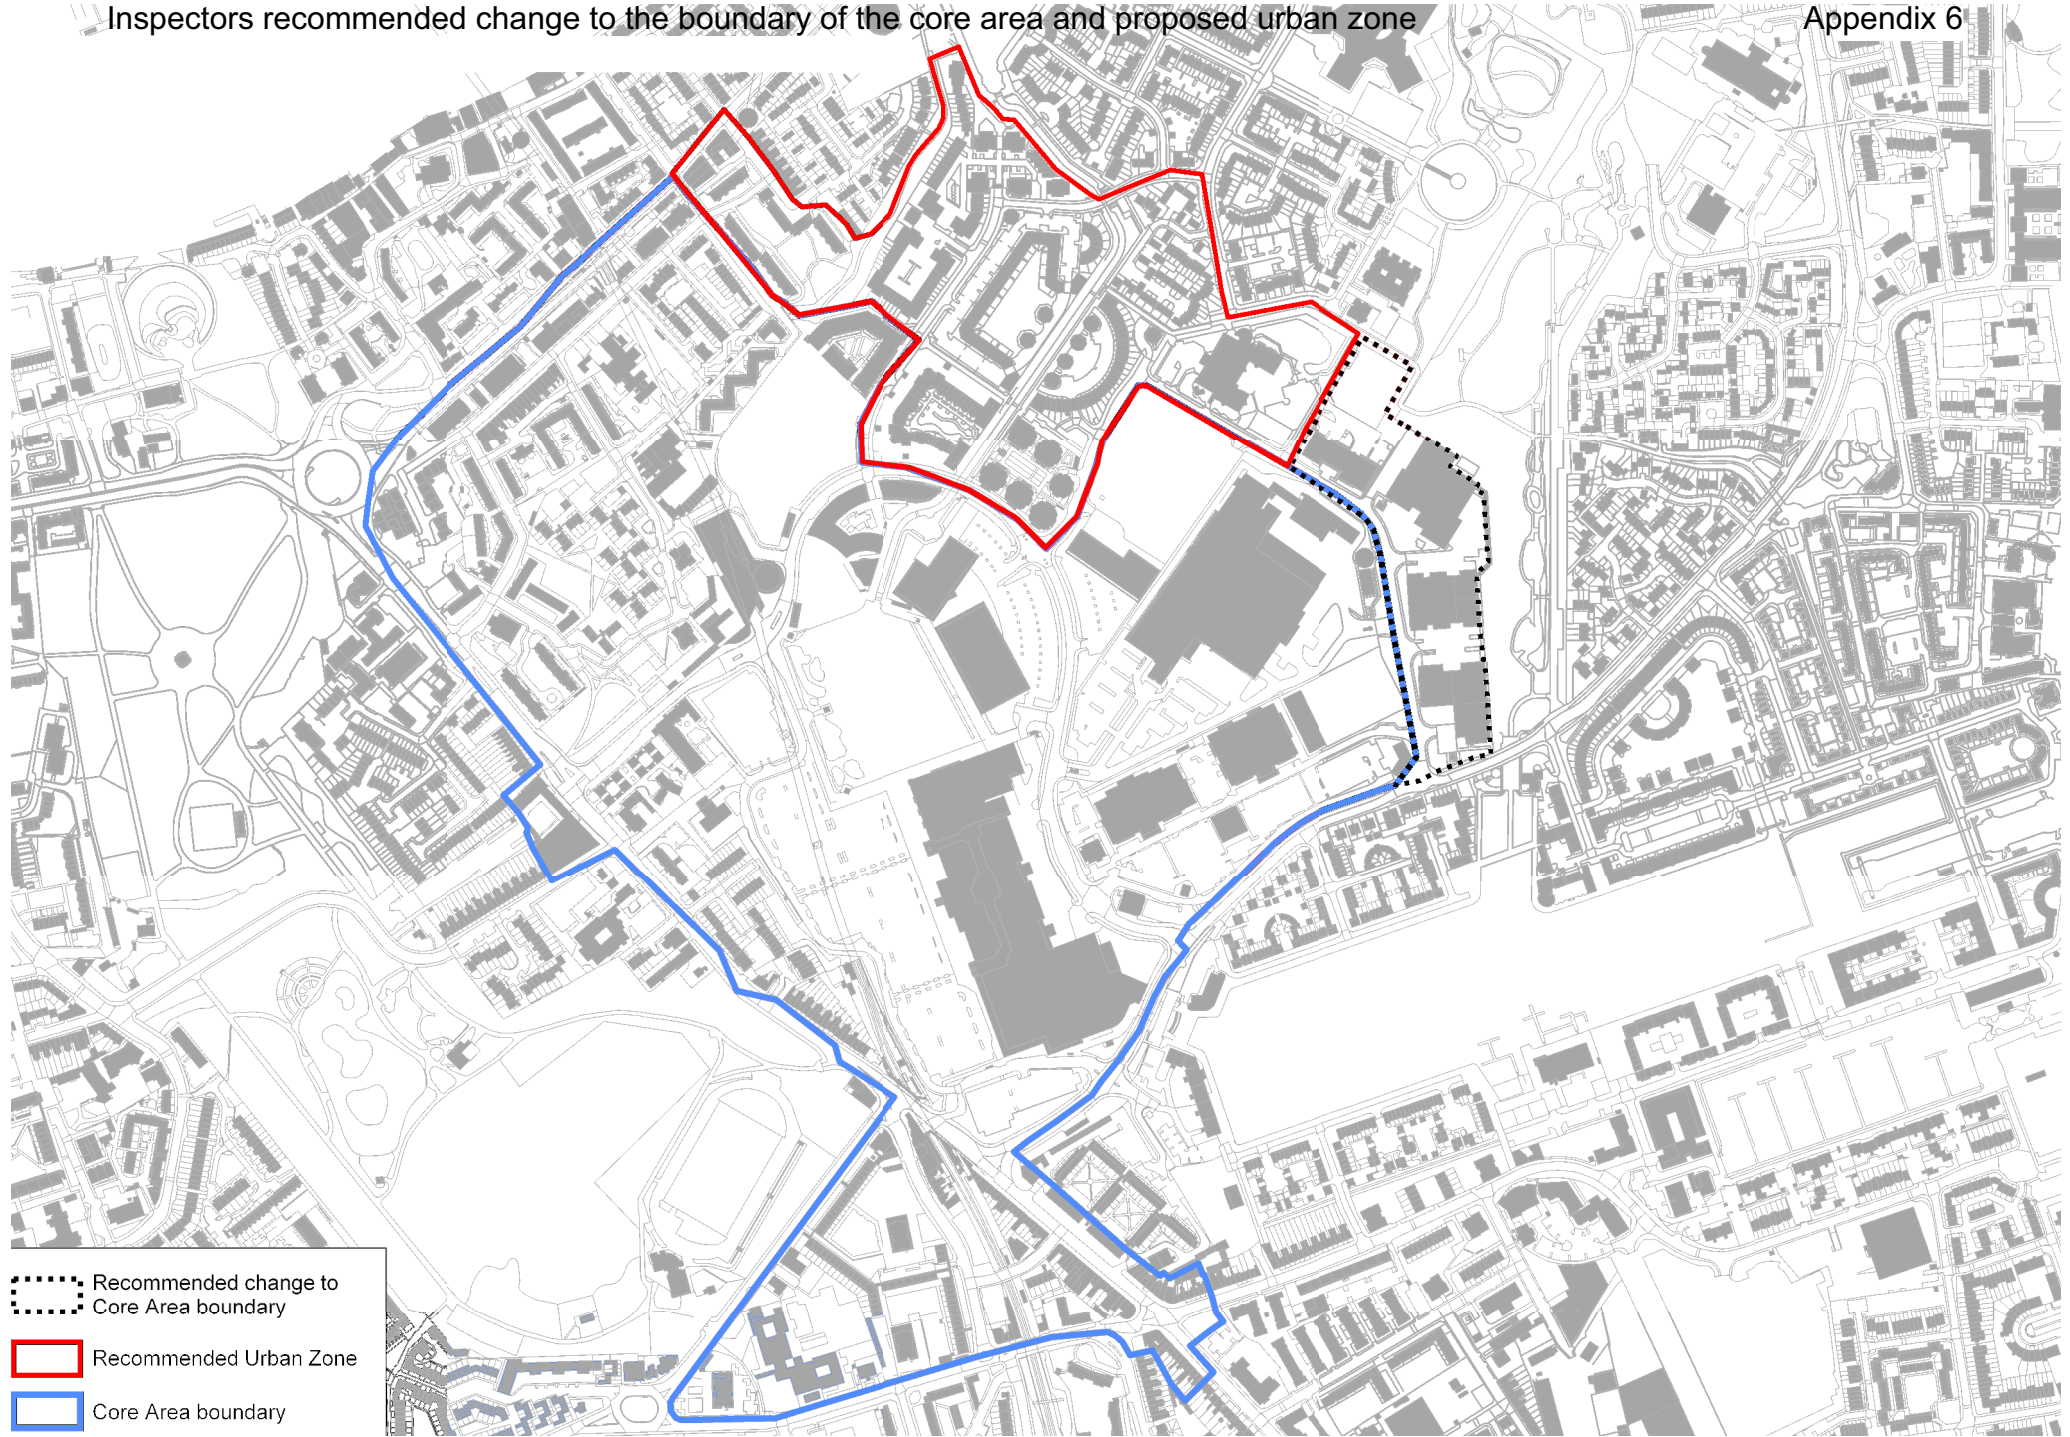 Inspectors recommended change to the boundary of the core area and proposed urban zone
Appendix 6
Recommended change to
Core Area boundary
Recommended Urban Zone
Core Area boundary